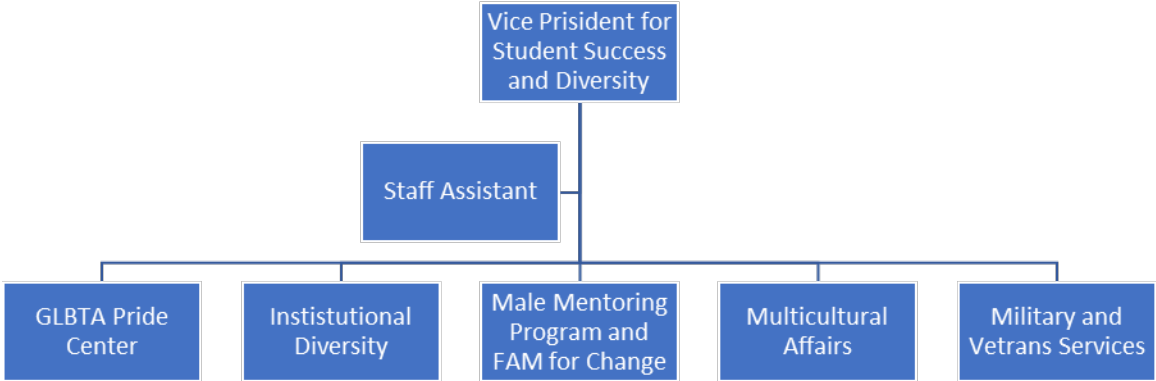 Vice Prisident for
Student Success
and Diversity
Staff Assistant
GLBTA Pride
Center
Instistutional
Diversity
Male Mentoring
Program and
FAM for Change
Multicultural
Affairs
Military and
Vetrans Services